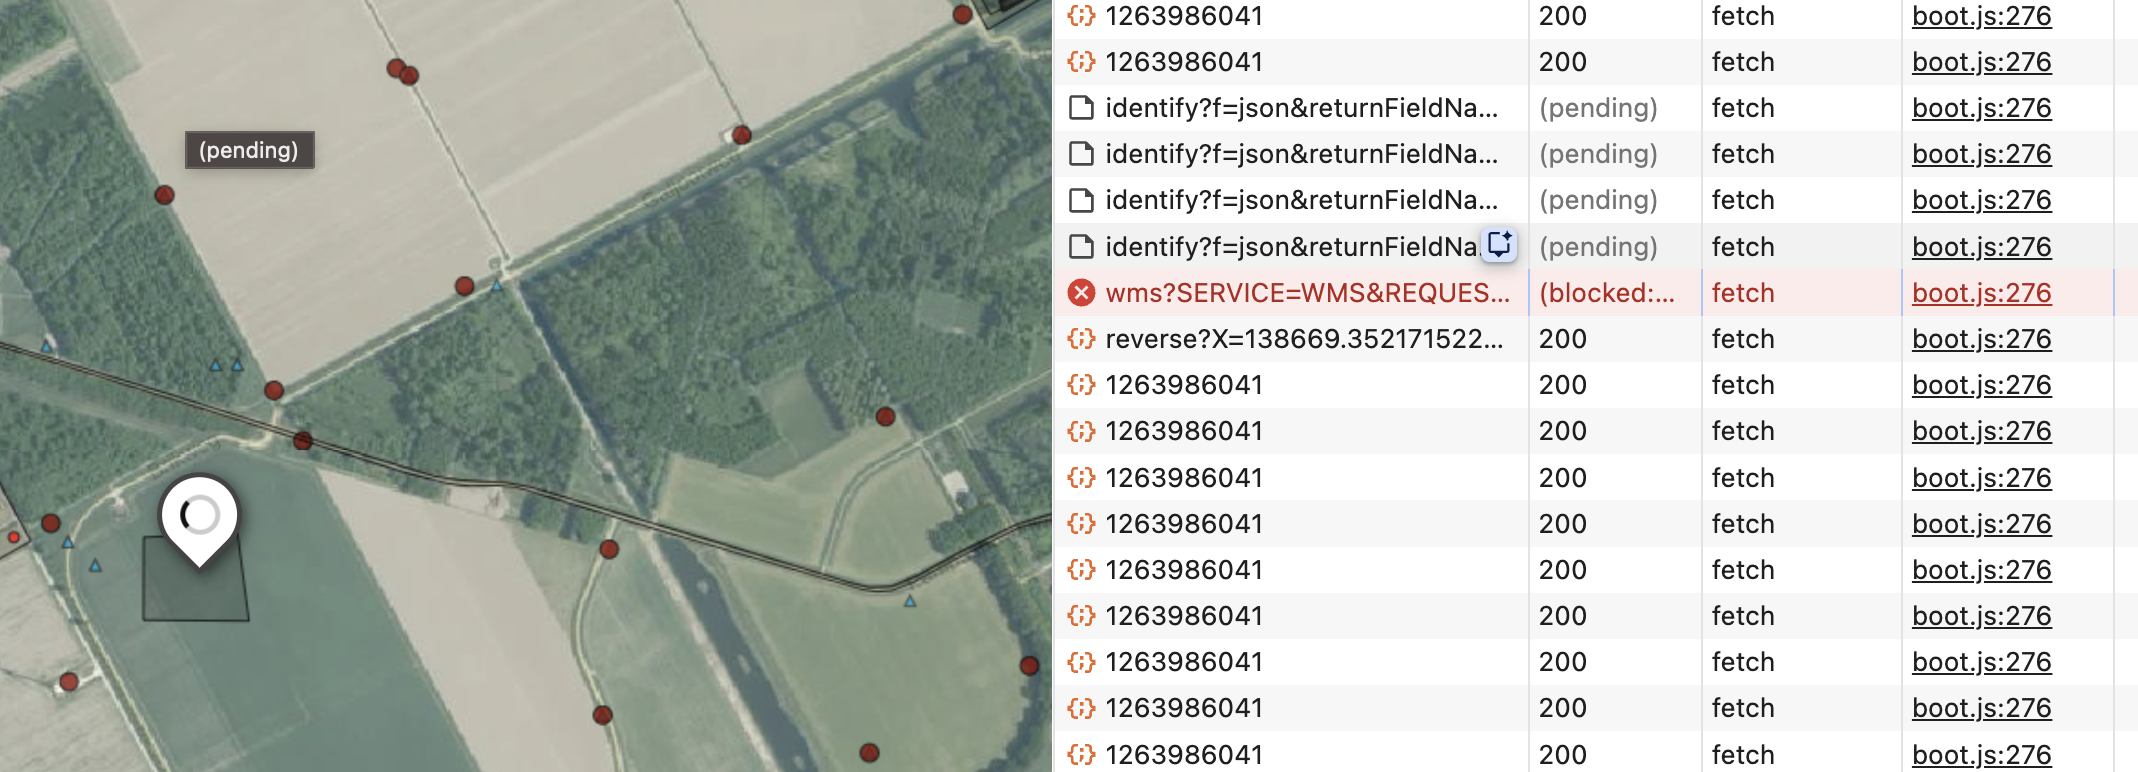 (pending)
1263986041 200 fetch boot.js:276
1263986041 200 fetch boot.js:276
identify?f=json&returnFieldNa... (pending) fetch boot.js:276
identify?f=json&returnFieldNa... (pending) fetch boot.js:276
identify?f=json&returnFieldNa... (pending) fetch boot.js:276
identify?f=json&returnFieldNa. (pending) fetch boot.js:276
wms?SERVICE=WMS&REQUES... (blocked:... fetch boot.js:276
reverse?X=138669.352171522... 200 fetch boot.js:276
1263986041 200 fetch boot.js:276
1263986041 200 fetch boot.js:276
1263986041 200 fetch boot.js:276
1263986041 200 fetch boot.js:276
1263986041 200 fetch boot.js:276
1263986041 200 fetch boot.js:276
1263986041 200 fetch boot.js:276
1263986041 200 fetch boot.js:276
1263986041 200 fetch boot.js:276